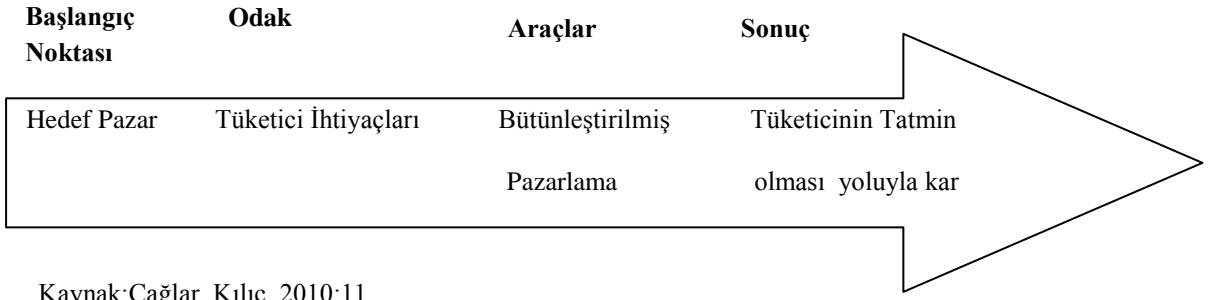 Başlangıç Noktası
Odak
Araçlar
Sonuç
Hedef Pazar
Tüketici İhtiyaçları
Bütünleştirilmiş
Pazarlama
Tüketicinin Tatmin
olması yoluyla kar
Kaynak:Çağlar, Kılıç, 2010:11